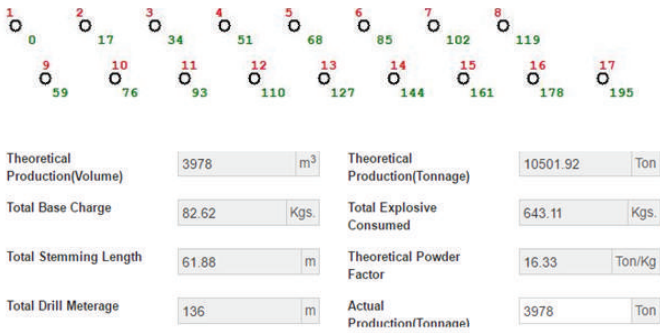 1 2 3 4 5 6 7 8
0 17 34 51 68 85 102 119
9 10 11 12 13 14 15 16 17
59 76 93 110 127 144 161 178 195
Theoretical Production(Volume) 3978 m³ Theoretical Production(Tonnage) 10501.92 Ton
Total Base Charge 82.62 Kgs. Total Explosive Consumed 643.11 Kgs.
Total Stemming Length 61.88 m Theoretical Powder Factor 16.33 Ton/Kg
Total Drill Meterage 136 m Actual Production(Tonnage) 3978 Ton